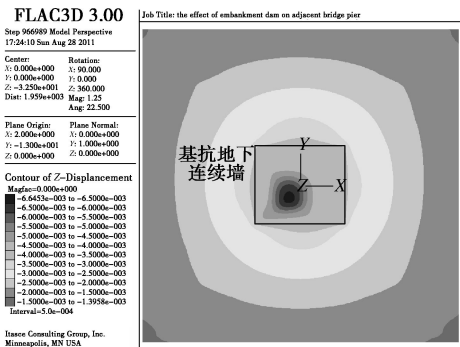 FLAC3D 3.00
Step 966989 Model Perspective
17:24:10 Sun Aug 28 2011
Center:
X: 0.000e+000
Y: 0.000e+000
Z: -3.250e+001
Dist: 1.959e+003
Rotation:
X: 90.000
Y: 0.000
Z: 360.000
Mag: 1.25
Ang: 22.500
Plane Origin:
X: 2.000e+000
Y: -1.300e+001
Z: 0.000e+000
Plane Normal:
X: 0.000e+000
Y: 1.000e+000
Z: 0.000e+000
Contour of Z-Displancement
Magfac=0.000e+000
-6.6453e-003 to -6.5000e-003
-6.5000e-003 to -6.0000e-003
-6.0000e-003 to -5.5000e-003
-5.5000e-003 to -5.0000e-003
-5.0000e-003 to -4.5000e-003
-4.5000e-003 to -4.0000e-003
-4.0000e-003 to -3.5000e-003
-3.5000e-003 to -3.0000e-003
-3.0000e-003 to -2.5000e-003
-2.5000e-003 to -2.0000e-003
-2.0000e-003 to -1.5000e-003
-1.5000e-003 to -1.3958e-003
Interval=5.0e-004
Itasce Consulting Group, Inc.
Minneapolis, MN USA
Job Title: the effect of embankment dam on adjacent bridge pier
基抗地下
连续墙
Y
Z
X